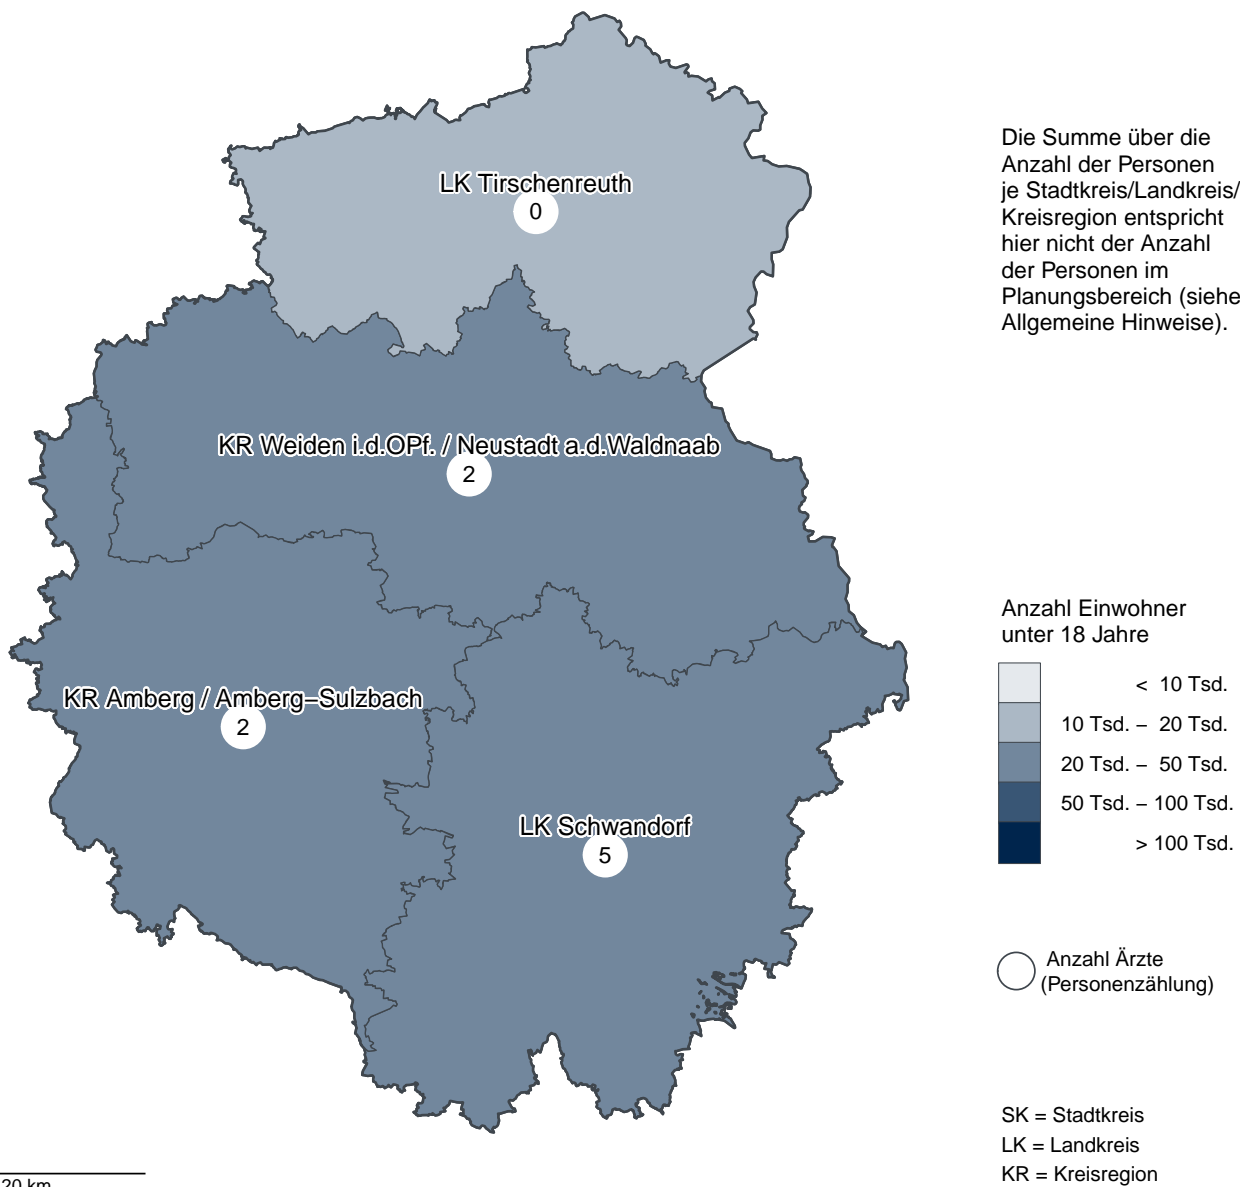 LK Tirschenreuth
0
KR Weiden i.d.OPf. / Neustadt a.d.Waldnaab
2
KR Amberg / Amberg−Sulzbach
2
LK Schwandorf
5
20 km
Die Summe über die
Anzahl der Personen
je Stadtkreis/Landkreis/
Kreisregion entspricht
hier nicht der Anzahl
der Personen im
Planungsbereich (siehe
Allgemeine Hinweise).
Anzahl Einwohner
unter 18 Jahre
< 10 Tsd.
10 Tsd. − 20 Tsd.
20 Tsd. − 50 Tsd.
50 Tsd. − 100 Tsd.
> 100 Tsd.
Anzahl Ärzte
(Personenzählung)
SK = Stadtkreis
LK = Landkreis
KR = Kreisregion